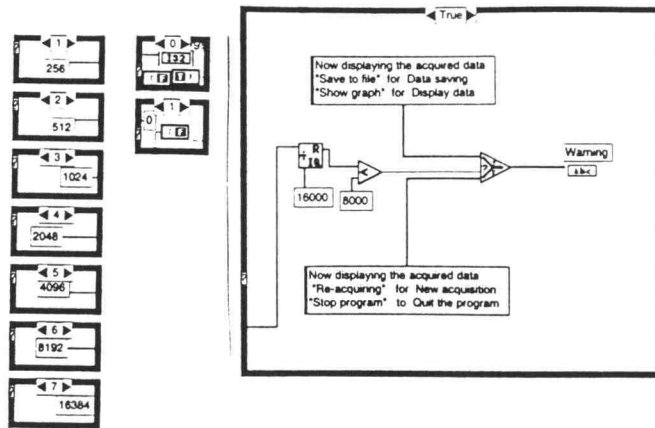 1
256
2
512
3
1024
4
2048
5
4096
6
8192
7
16384
0
I32
F T
1
0
F
True
Now displaying the acquired data
"Save to file" for Data saving
"Show graph" for Display data
R
IQ
16000
8000
<
?
Warning
abc
Now displaying the acquired data
"Re-acquiring" for New acquisition
"Stop program" to Quit the program